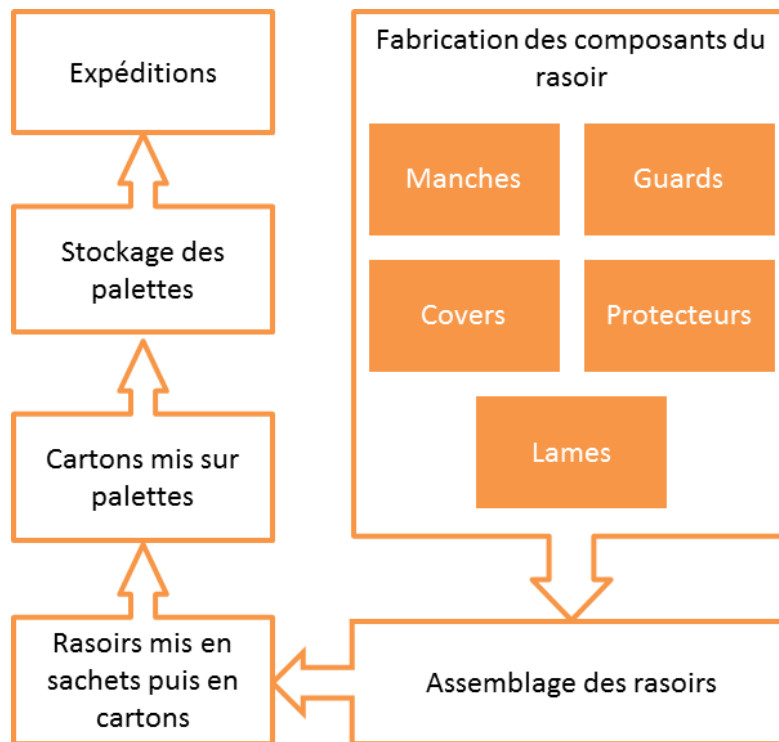 Expéditions
Stockage des
palettes
Cartons mis sur
palettes
Rasoirs mis en
sachets puis en
cartons
Fabrication des composants du
rasoir
Manches
Guards
Covers
Protecteurs
Lames
Assemblage des rasoirs